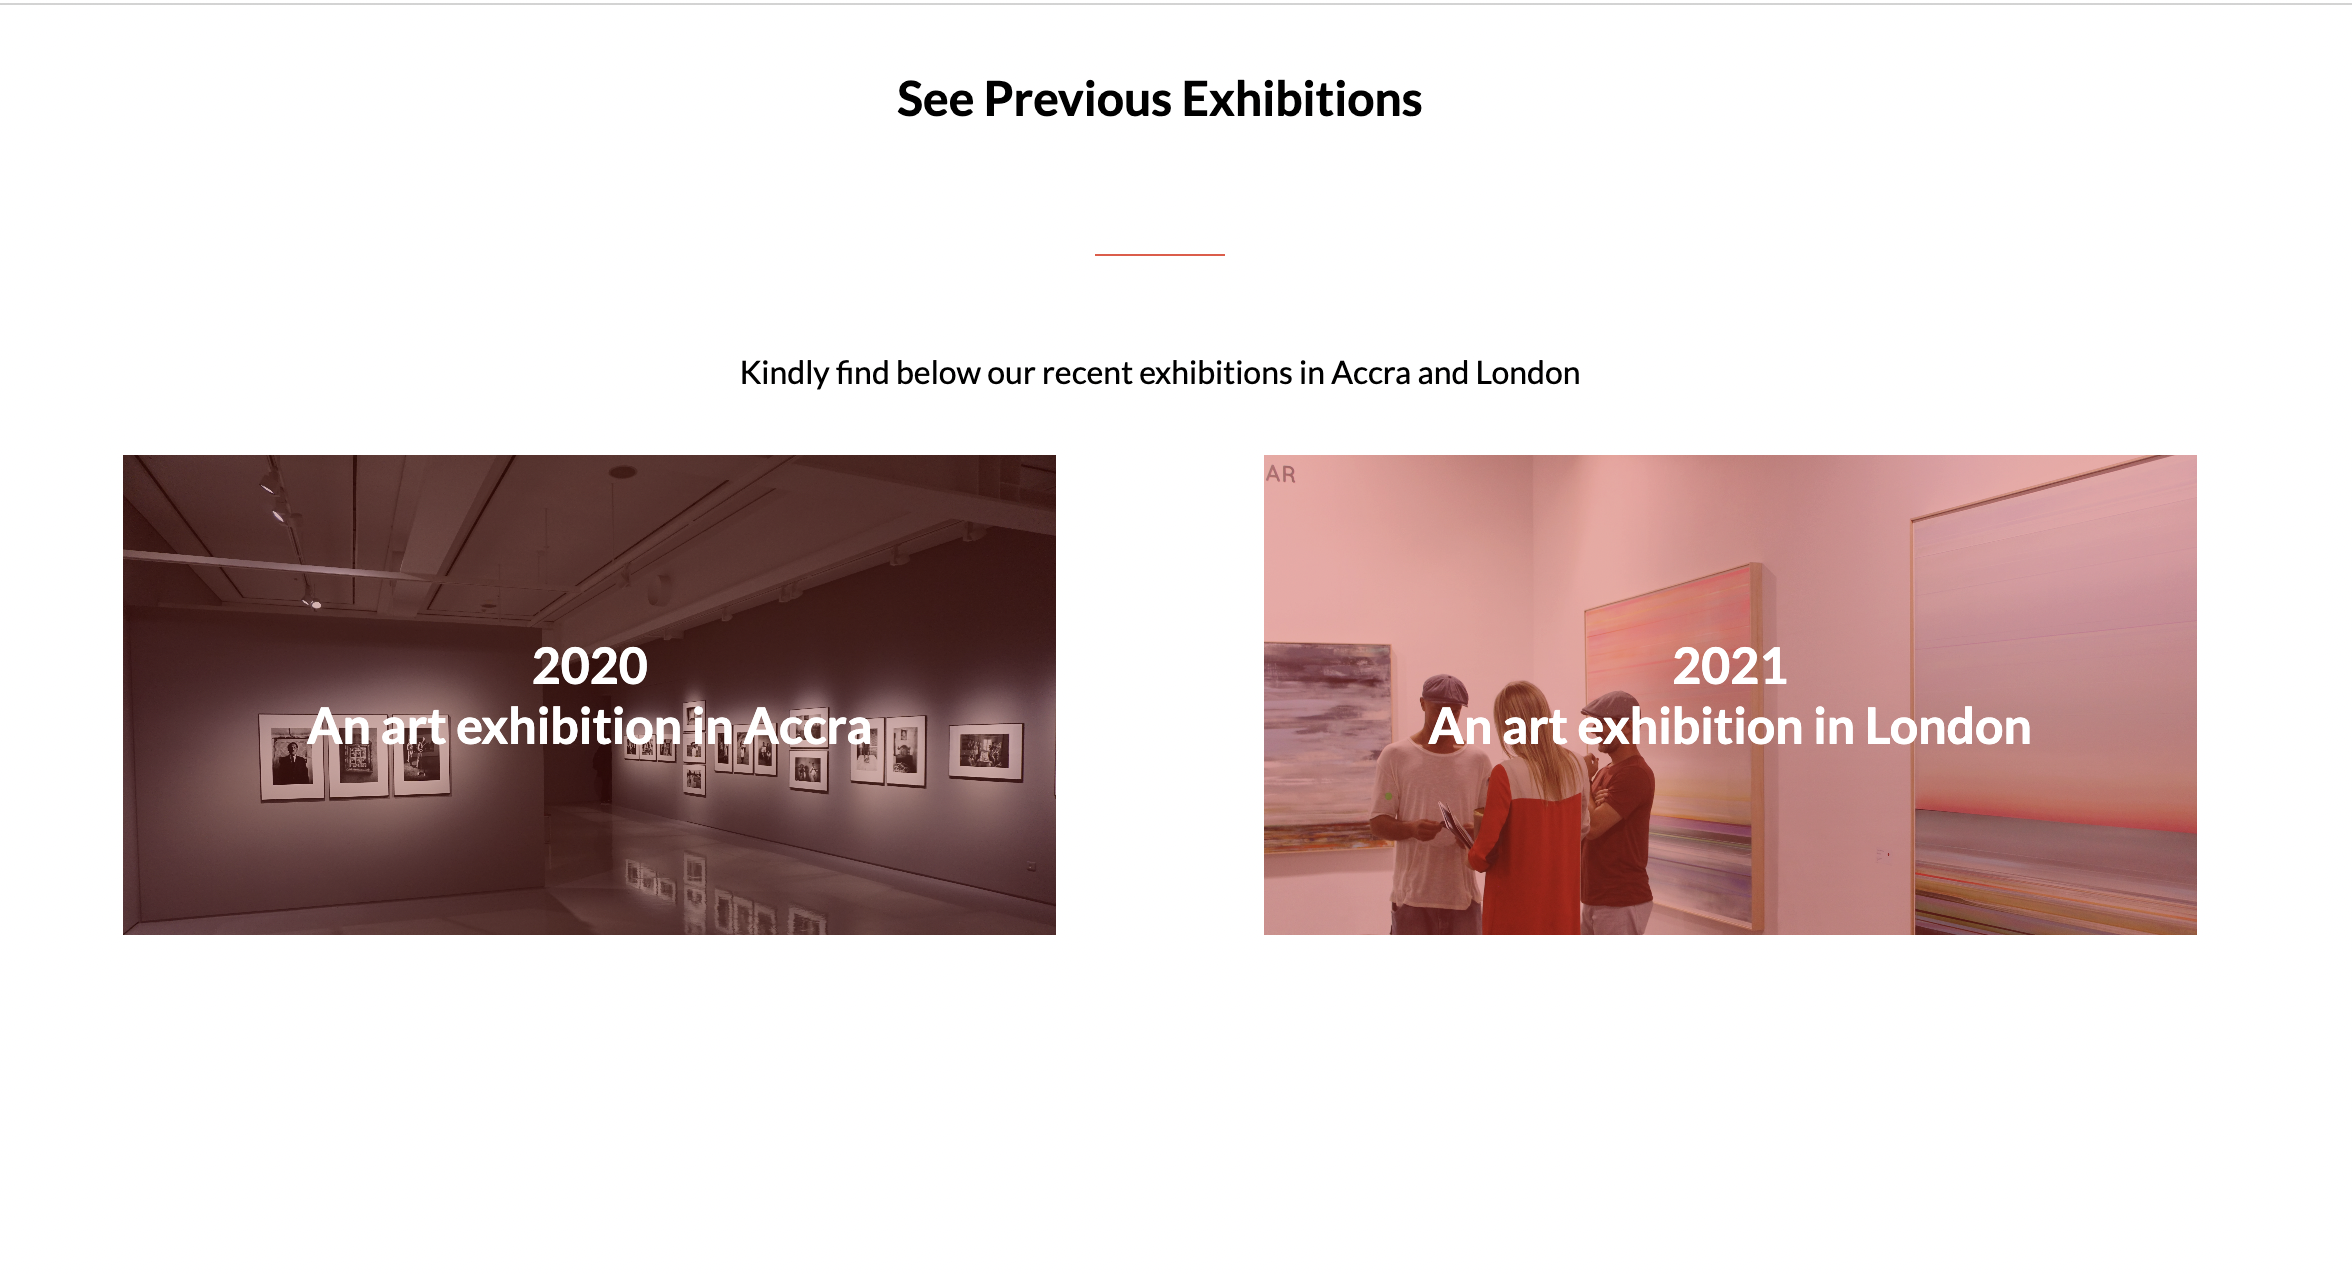 See Previous Exhibitions
Kindly find below our recent exhibitions in Accra and London
AR
2020
An art exhibition in Accra
2021
An art exhibition in London